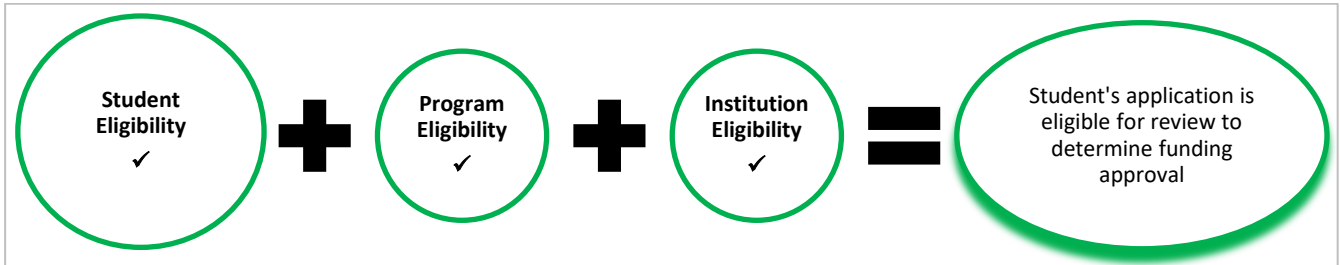 Student
Eligibility
✓
Program
Eligibility
✓
Institution
Eligibility
✓
Student's application is
eligible for review to
determine funding
approval